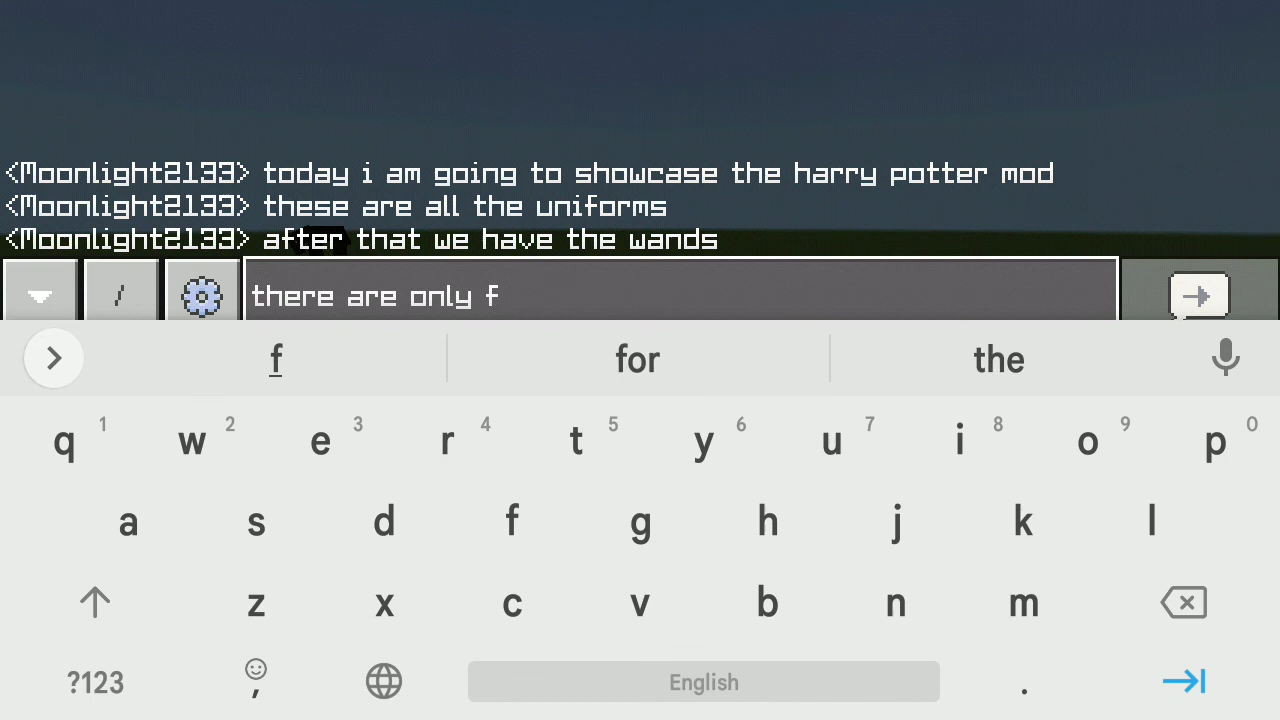 <Moonlight2133> today i am going to showcase the harry potter mod
<Moonlight2133> these are all the uniforms
<Moonlight2133> after that we have the wands
/ there are only f
f for the
q 1 w 2 e 3 r 4 t 5 y 6 u 7 i 8 o 9 p 0
a s d f g h j k l
z x c v b n m
?123 , English .